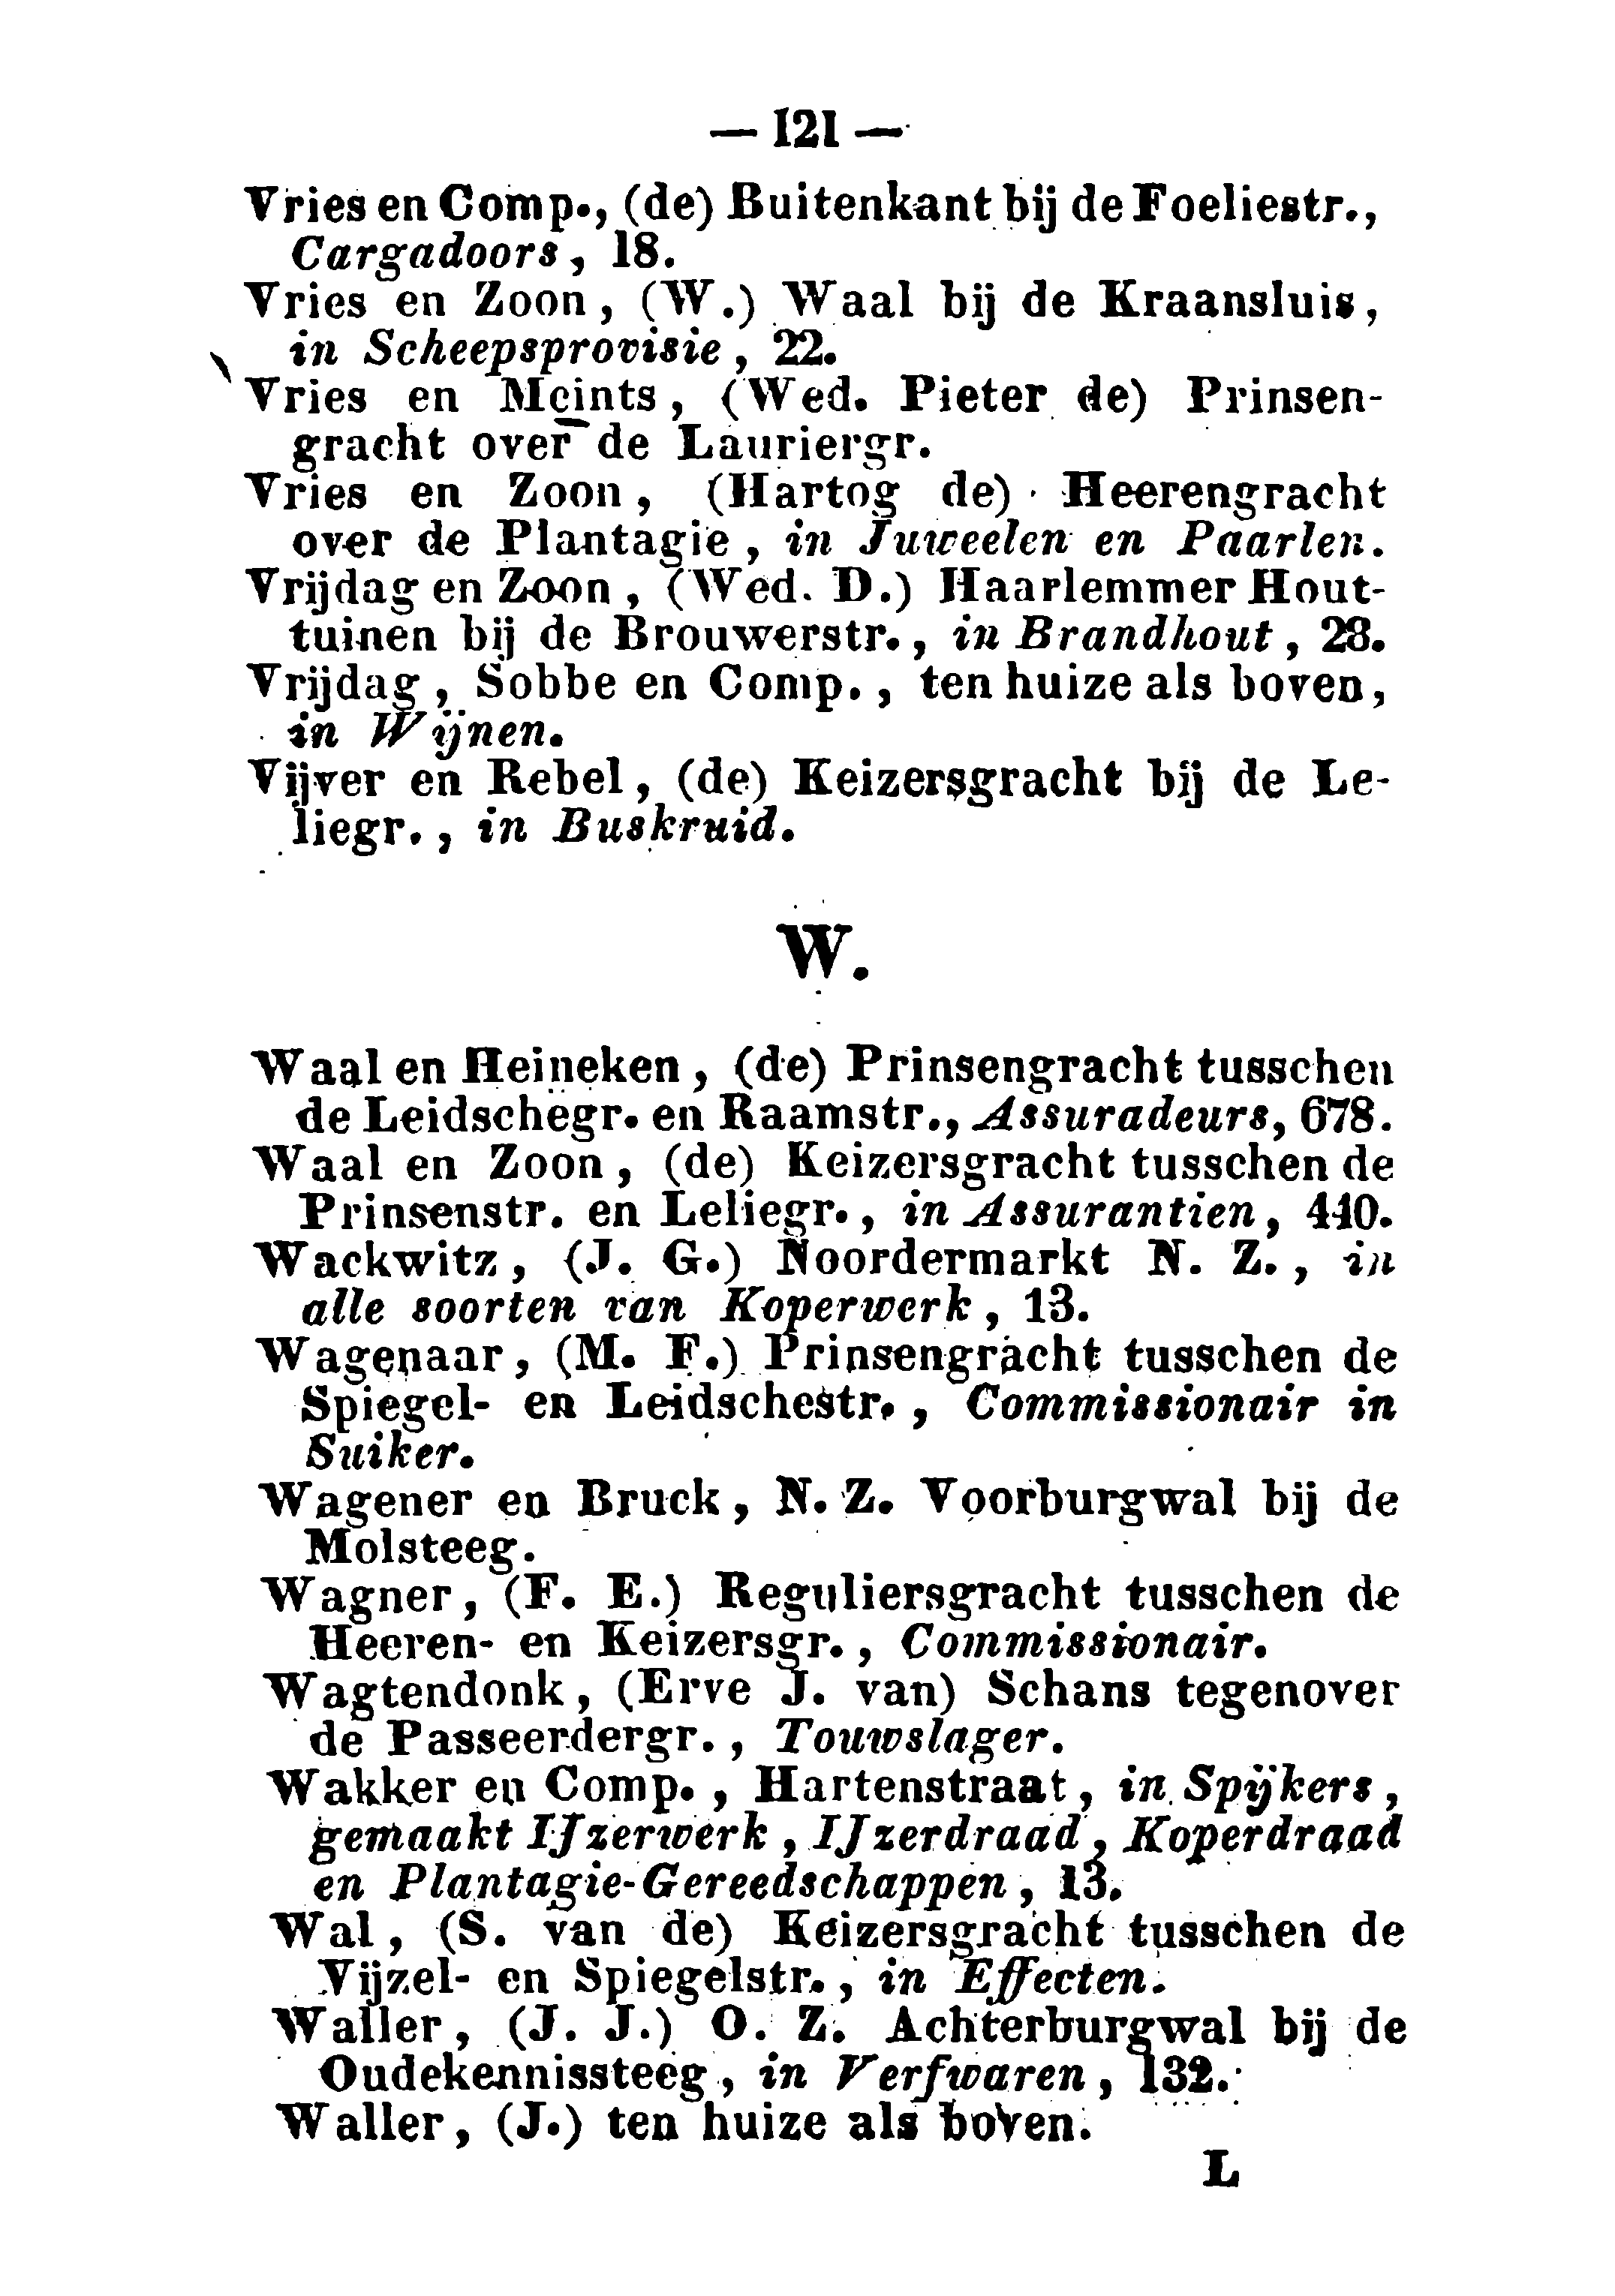 — 121 —
Vries en Comp., (de) Buitenkant bij de Foeliestr.,
Cargadoors, 18.
Vries en Zoon, (W.) Waal bij de Kraansluis,
in Scheepsprovisie, 22.
Vries en Meints, (Wed. Pieter de) Prinsen-
gracht over de Lauriergr.
Vries en Zoon, (Hartog de) Heerengracht
over de Plantagie, in Juweelen en Paarlen.
Vrijdag en Zoon, (Wed. D.) Haarlemmer Hout-
tuinen bij de Brouwerstr., in Brandhout, 28.
Vrijdag, Sobbe en Comp., ten huize als boven,
in Wijnen.
Vijver en Rebel, (de) Keizersgracht bij de Le-
liegr., in Buskruid.
W.
Waal en Heineken, (de) Prinsengracht tusschen
de Leidschegr. en Raamstr., Assuradeurs, 678.
Waal en Zoon, (de) Keizersgracht tusschen de
Prinsenstr. en Leliegr., in Assurantien, 440.
Wackwitz, (J. G.) Noordermarkt N. Z., in
alle soorten van Koperwerk, 13.
Wagenaar, (M. F.) Prinsengracht tusschen de
Spiegel- en Leidschestr., Commissionair in
Suiker.
Wagener en Bruck, N. Z. Voorburgwal bij de
Molsteeg.
Wagner, (F. E.) Reguliersgracht tusschen de
Heeren- en Keizersgr., Commissionair.
Wagtendonk, (Erve J. van) Schans tegenover
de Passeerdergr., Touwslager.
Wakker en Comp., Hartenstraat, in Spijkers,
gemaakt IJzerwerk, IJzerdraad, Koperdraad
en Plantagie-Gereedschappen, 13.
Wal, (S. van de) Keizersgracht tusschen de
Vijzel- en Spiegelstr., in Effecten.
Waller, (J. J.) O. Z. Achterburgwal bij de
Oudekennissteeg, in Verfwaren, 132.
Waller, (J.) ten huize als boven.
L